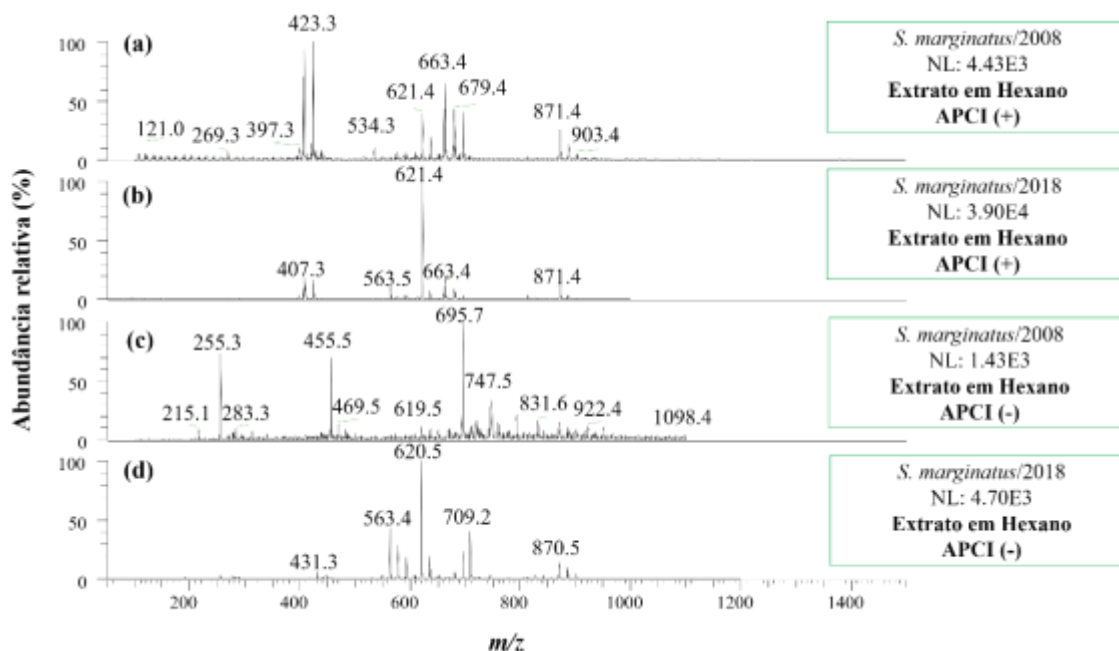 Abundância relativa (%)
(a)
100
50
0
121.0
269.3
397.3
423.3
534.3
621.4
663.4
679.4
871.4
903.4
S. marginatus/2008
NL: 4.43E3
Extrato em Hexano
APCI (+)
(b)
100
50
0
407.3
563.5
621.4
663.4
871.4
S. marginatus/2018
NL: 3.90E4
Extrato em Hexano
APCI (+)
(c)
100
50
0
215.1
255.3
283.3
455.5
469.5
619.5
695.7
747.5
831.6
922.4
1098.4
S. marginatus/2008
NL: 1.43E3
Extrato em Hexano
APCI (-)
(d)
100
50
0
431.3
563.4
620.5
709.2
870.5
S. marginatus/2018
NL: 4.70E3
Extrato em Hexano
APCI (-)
200 400 600 800 1000 1200 1400
m/z